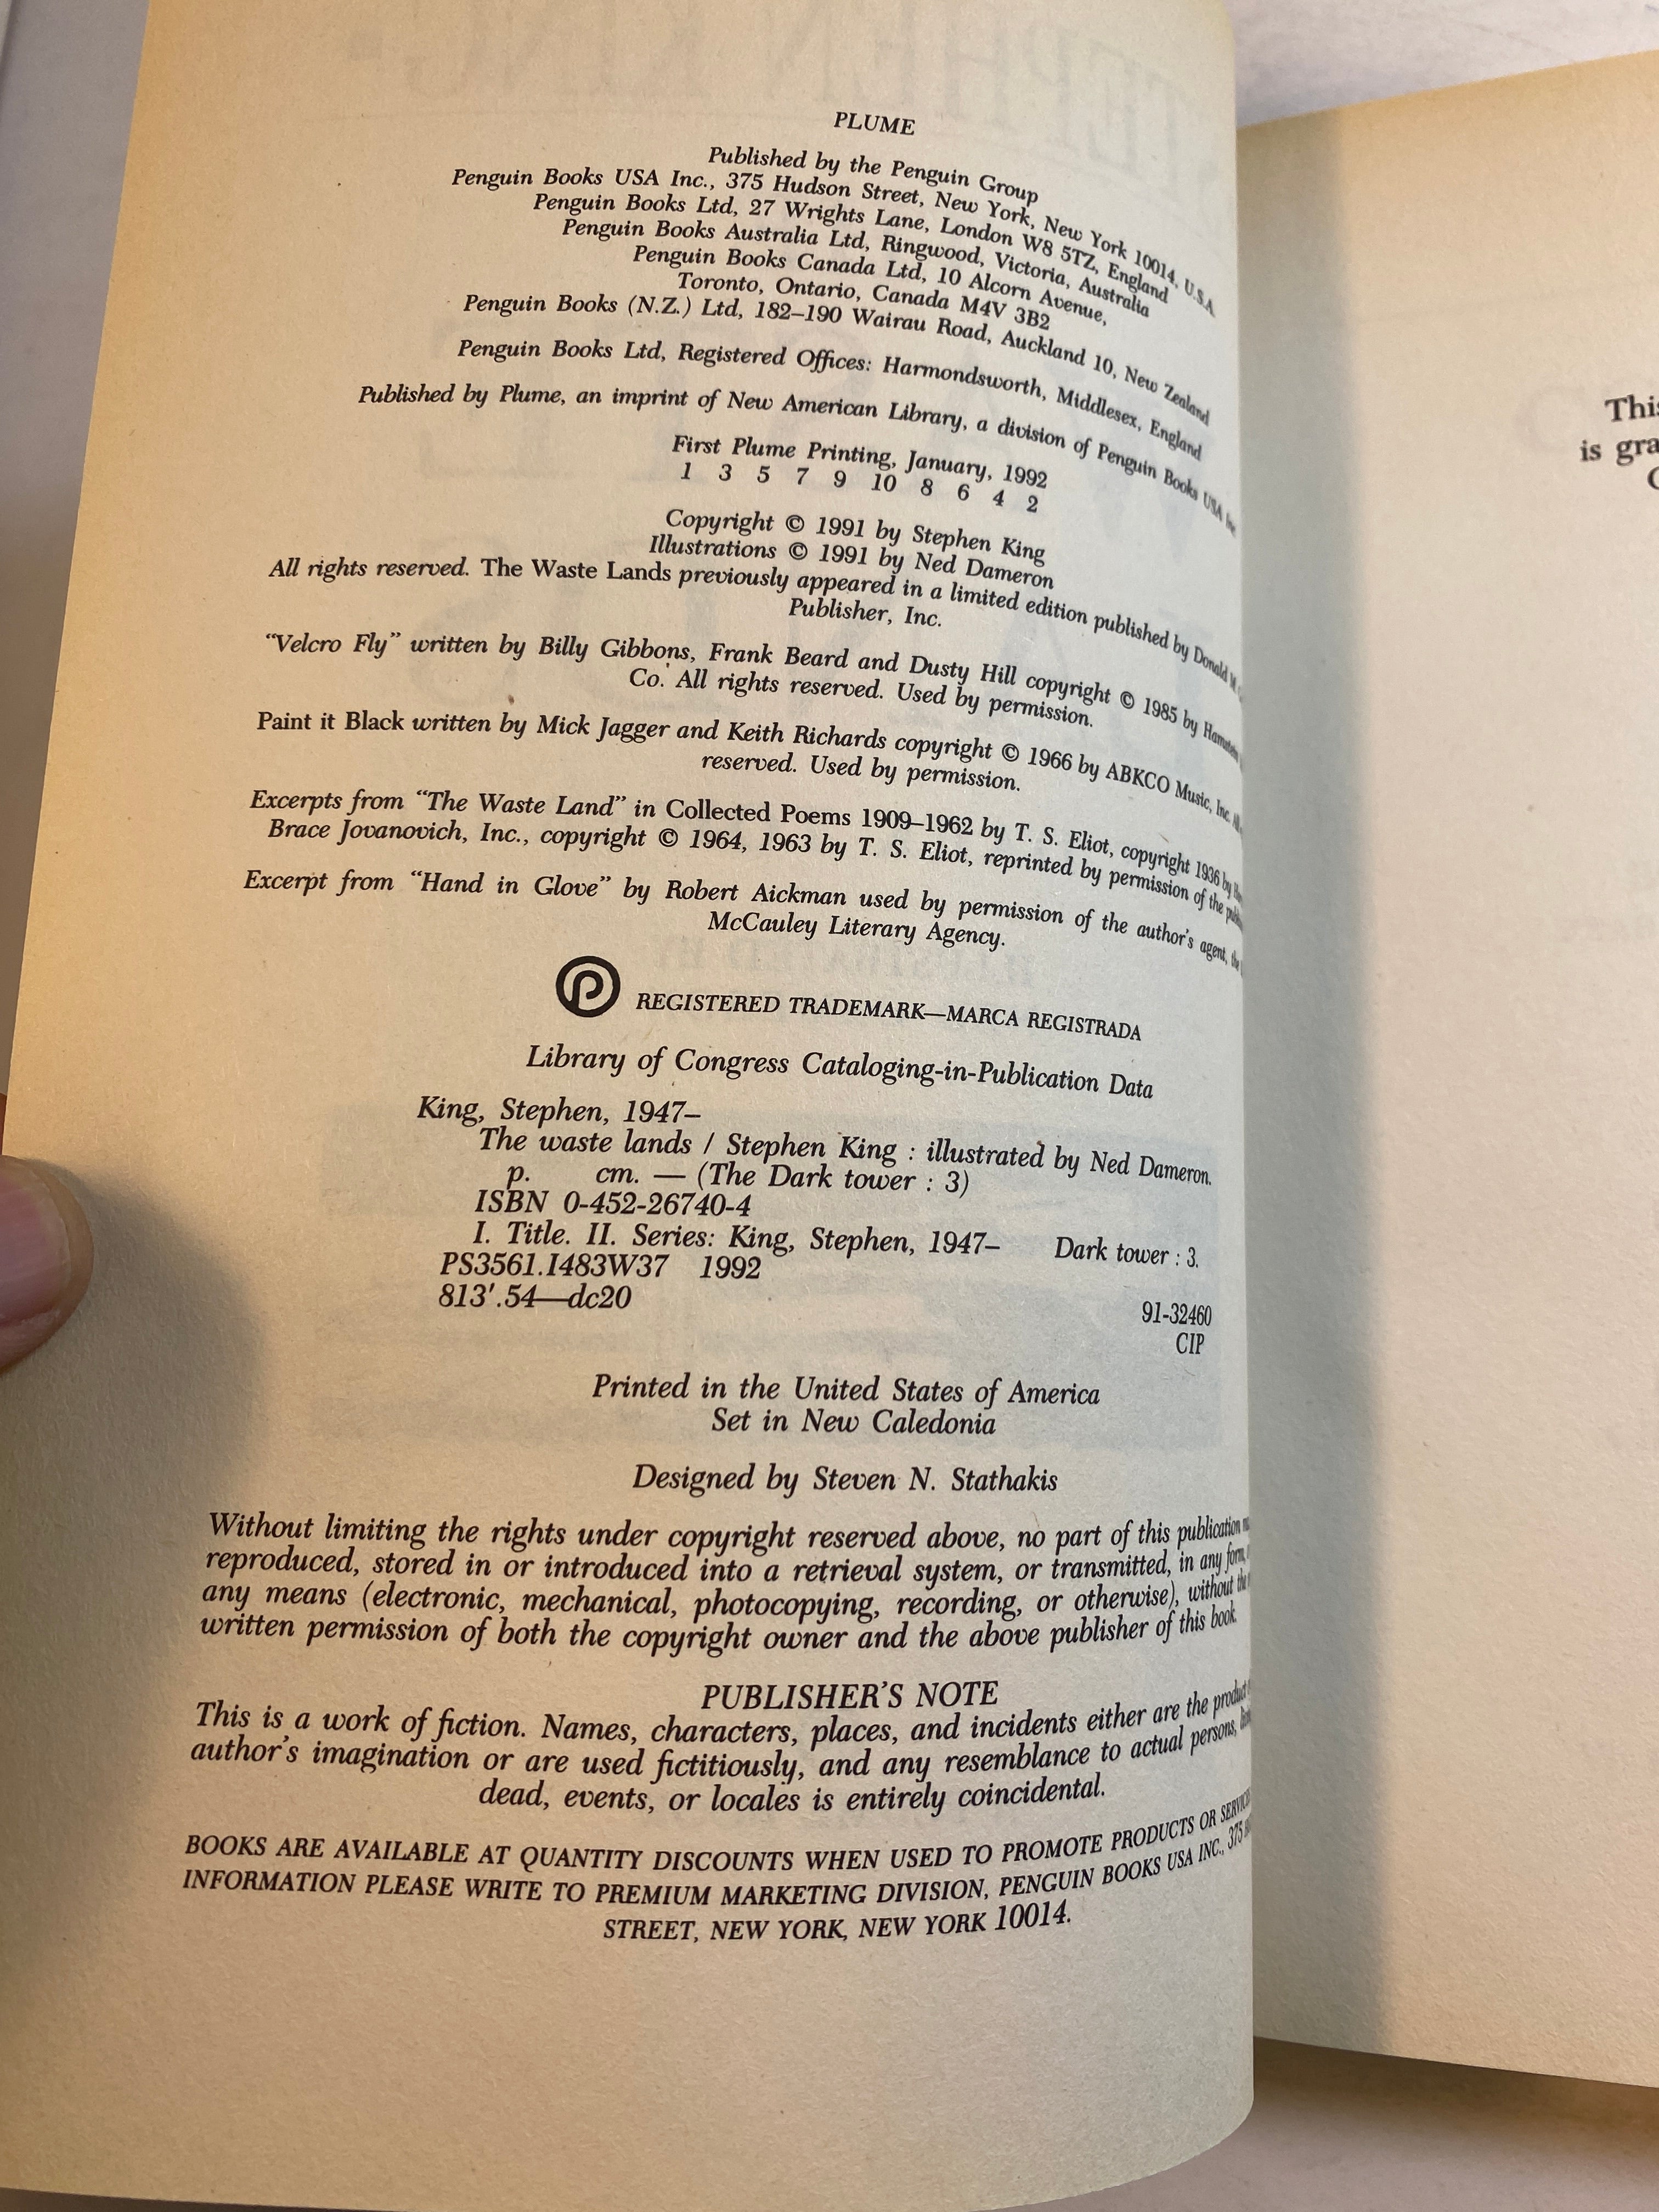 PLUME
Published by the Penguin Group
Penguin Books USA Inc., 375 Hudson Street, New York, New York 10014, U.S.A.
Penguin Books Ltd, 27 Wrights Lane, London W8 5TZ, England
Penguin Books Australia Ltd, Ringwood, Victoria, Australia
Penguin Books Canada Ltd, 10 Alcorn Avenue,
Toronto, Ontario, Canada M4V 3B2
Penguin Books (N.Z.) Ltd, 182–190 Wairau Road, Auckland 10, New Zealand
Penguin Books Ltd, Registered Offices: Harmondsworth, Middlesex, England
Published by Plume, an imprint of New American Library, a division of Penguin Books USA Inc.
First Plume Printing, January, 1992
1 3 5 7 9 10 8 6 4 2
Copyright © 1991 by Stephen King
Illustrations © 1991 by Ned Dameron
All rights reserved. The Waste Lands previously appeared in a limited edition published by Donald M.
Publisher, Inc.
“Velcro Fly” written by Billy Gibbons, Frank Beard and Dusty Hill copyright © 1985 by Hamstein
Co. All rights reserved. Used by permission.
Paint it Black written by Mick Jagger and Keith Richards copyright © 1966 by ABKCO Music, Inc. All
reserved. Used by permission.
Excerpts from “The Waste Land” in Collected Poems 1909–1962 by T. S. Eliot, copyright 1936 by
Brace Jovanovich, Inc., copyright © 1964, 1963 by T. S. Eliot, reprinted by permission of the
Excerpt from “Hand in Glove” by Robert Aickman used by permission of the author’s agent, the
McCauley Literary Agency.
REGISTERED TRADEMARK—MARCA REGISTRADA
Library of Congress Cataloging-in-Publication Data
King, Stephen, 1947–
The waste lands / Stephen King : illustrated by Ned Dameron.
p. cm. — (The Dark tower : 3)
ISBN 0-452-26740-4
I. Title. II. Series: King, Stephen, 1947– Dark tower : 3.
PS3561.I483W37 1992
813'.54—dc20
91-32460
CIP
Printed in the United States of America
Set in New Caledonia
Designed by Steven N. Stathakis
Without limiting the rights under copyright reserved above, no part of this publication
reproduced, stored in or introduced into a retrieval system, or transmitted, in any form,
any means (electronic, mechanical, photocopying, recording, or otherwise), without the
written permission of both the copyright owner and the above publisher of this book.
PUBLISHER’S NOTE
This is a work of fiction. Names, characters, places, and incidents either are the product
author’s imagination or are used fictitiously, and any resemblance to actual persons,
dead, events, or locales is entirely coincidental.
BOOKS ARE AVAILABLE AT QUANTITY DISCOUNTS WHEN USED TO PROMOTE PRODUCTS OR
INFORMATION PLEASE WRITE TO PREMIUM MARKETING DIVISION, PENGUIN BOOKS USA INC., 375
STREET, NEW YORK, NEW YORK 10014.
This
is gra